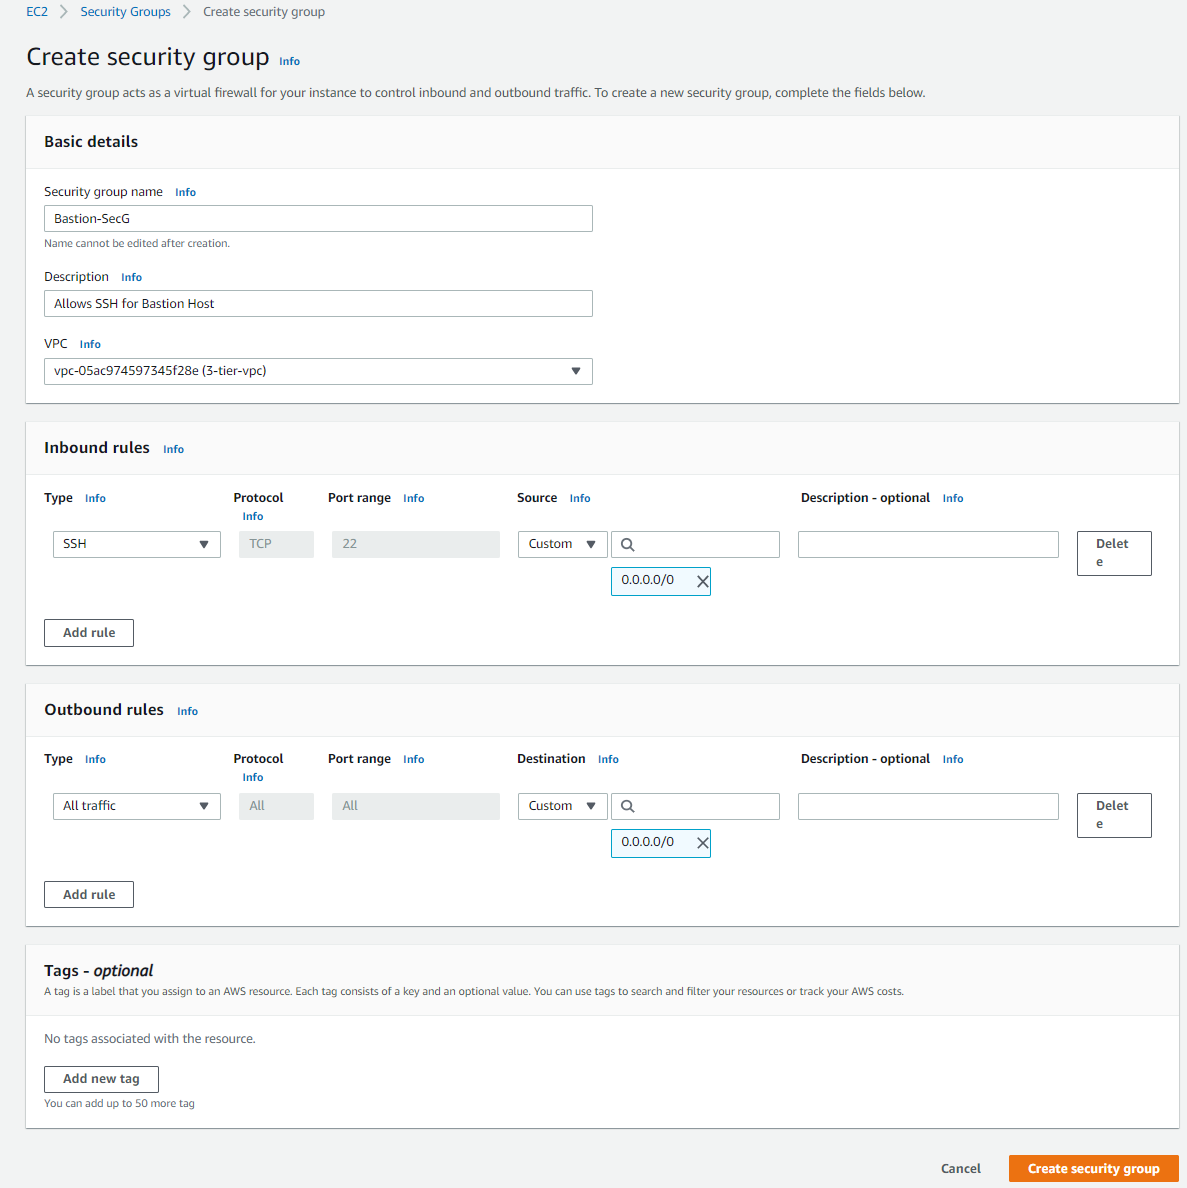 EC2 > Security Groups > Create security group
Create security group Info
A security group acts as a virtual firewall for your instance to control inbound and outbound traffic. To create a new security group, complete the fields below.
Basic details
Security group name Info
Bastion-SecG
Name cannot be edited after creation.
Description Info
Allows SSH for Bastion Host
VPC Info
vpc-05ac974597345f28e (3-tier-vpc)
Inbound rules Info
Type Info Protocol Port range Info Source Info Description - optional Info
Info
SSH TCP 22 Custom Delet
e
0.0.0.0/0
Add rule
Outbound rules Info
Type Info Protocol Port range Info Destination Info Description - optional Info
Info
All traffic All All Custom Delet
e
0.0.0.0/0
Add rule
Tags - optional
A tag is a label that you assign to an AWS resource. Each tag consists of a key and an optional value. You can use tags to search and filter your resources or track your AWS costs.
No tags associated with the resource.
Add new tag
You can add up to 50 more tag
Cancel Create security group